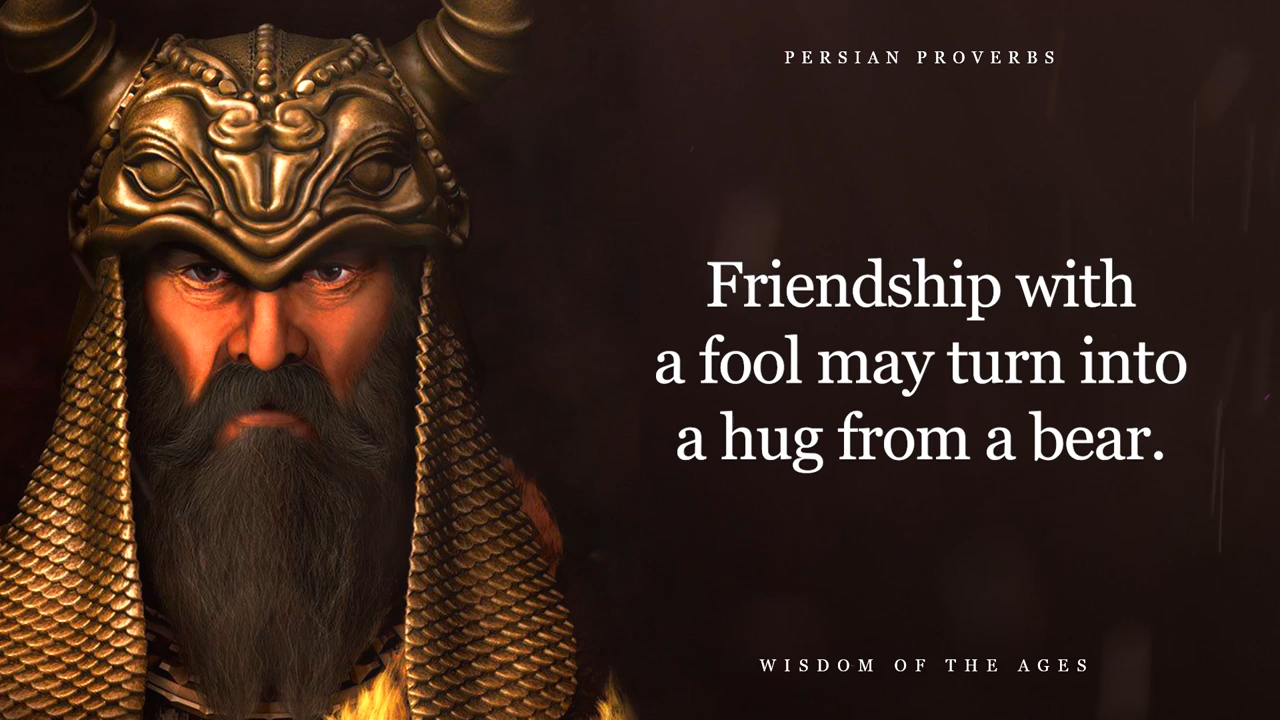 PERSIAN PROVERBS
Friendship with
a fool may turn into
a hug from a bear.
WISDOM OF THE AGES